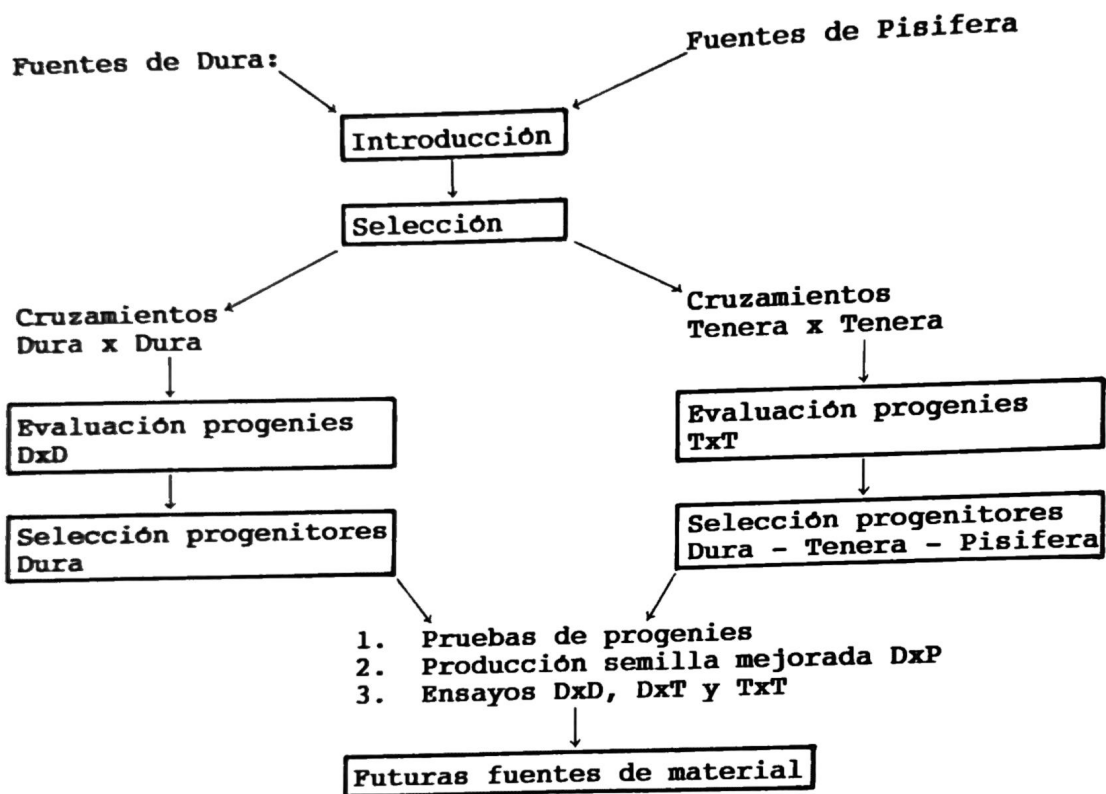 Fuentes de Dura:
Fuentes de Pisifera
Introducción
Selección
Cruzamientos
Dura x Dura
Cruzamientos
Tenera x Tenera
Evaluación progenies
DxD
Evaluación progenies
TxT
Selección progenitores
Dura
Selección progenitores
Dura - Tenera - Pisifera
1. Pruebas de progenies
2. Producción semilla mejorada DxP
3. Ensayos DxD, DxT y TxT
Futuras fuentes de material